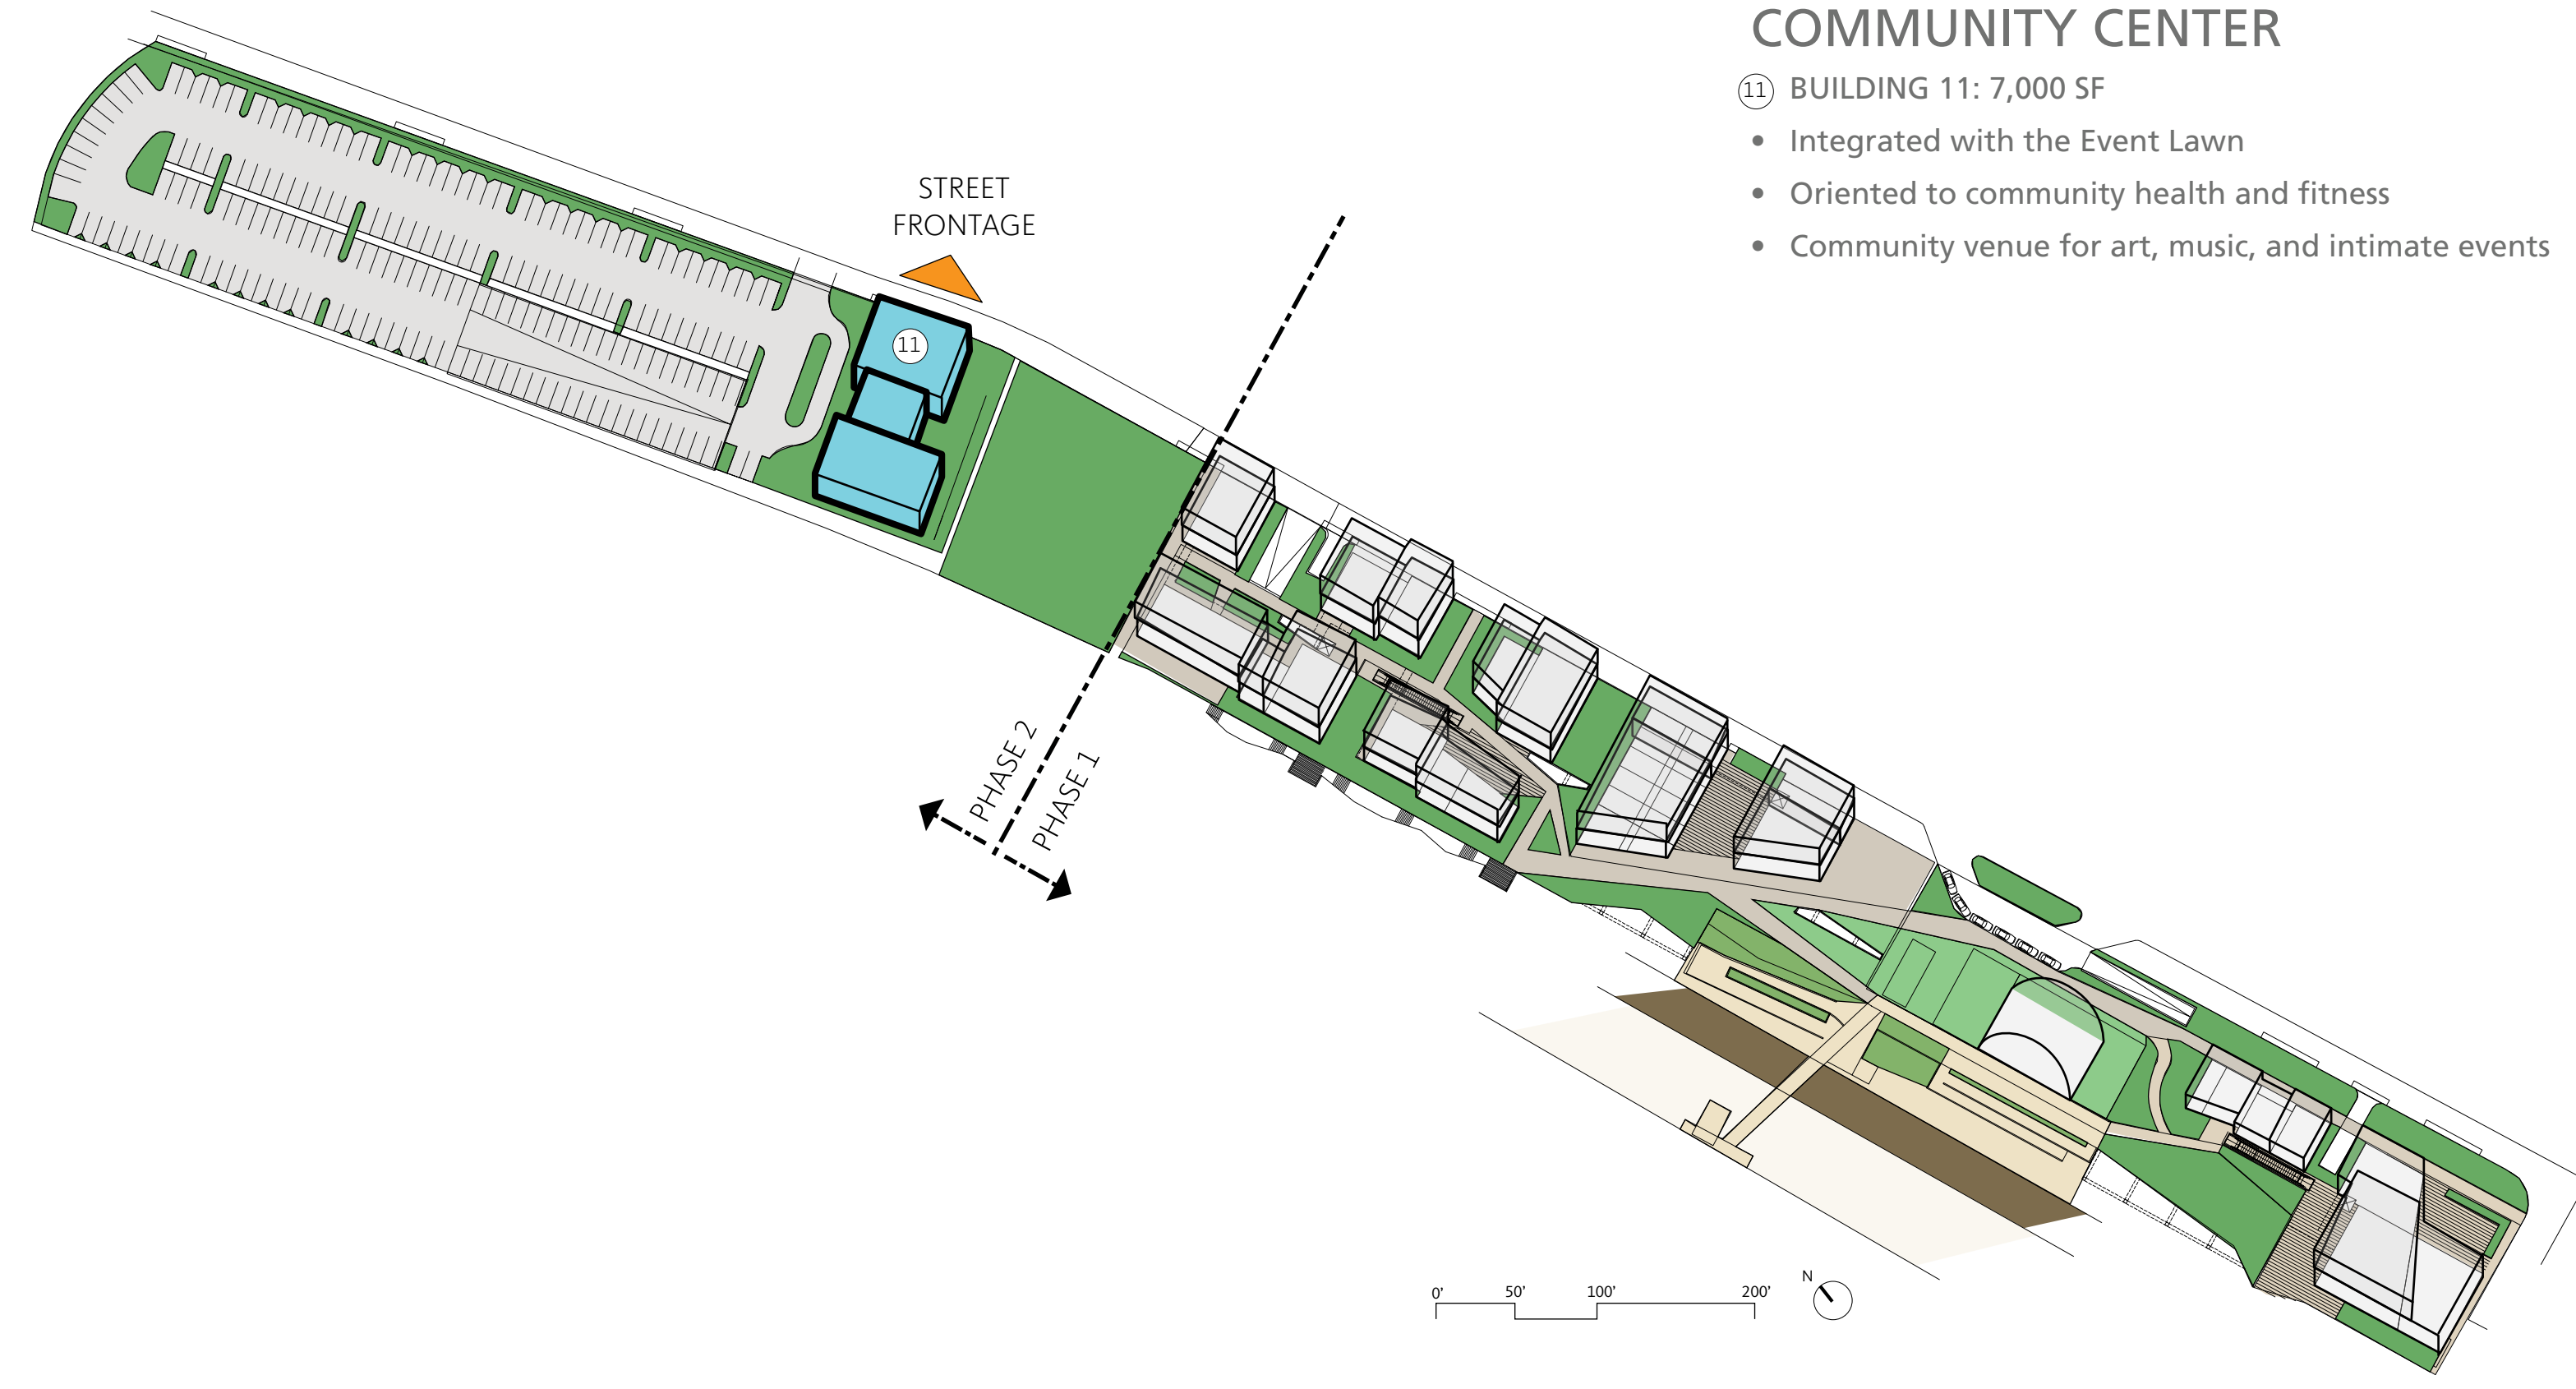 COMMUNITY CENTER
11 BUILDING 11: 7,000 SF
• Integrated with the Event Lawn
• Oriented to community health and fitness
• Community venue for art, music, and intimate events
STREET
FRONTAGE
11
PHASE 2
PHASE 1
0' 50' 100' 200'
N